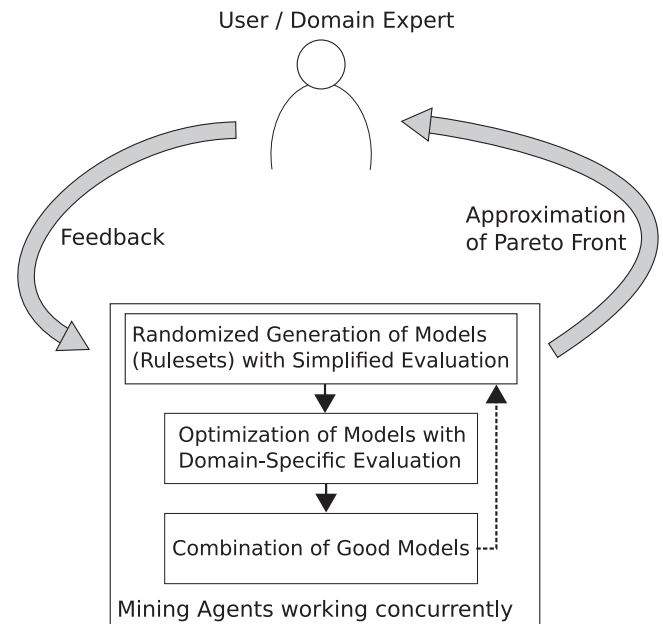 User / Domain Expert
Feedback
Approximation
of Pareto Front
Randomized Generation of Models
(Rulesets) with Simplified Evaluation
Optimization of Models with
Domain-Specific Evaluation
Combination of Good Models
Mining Agents working concurrently